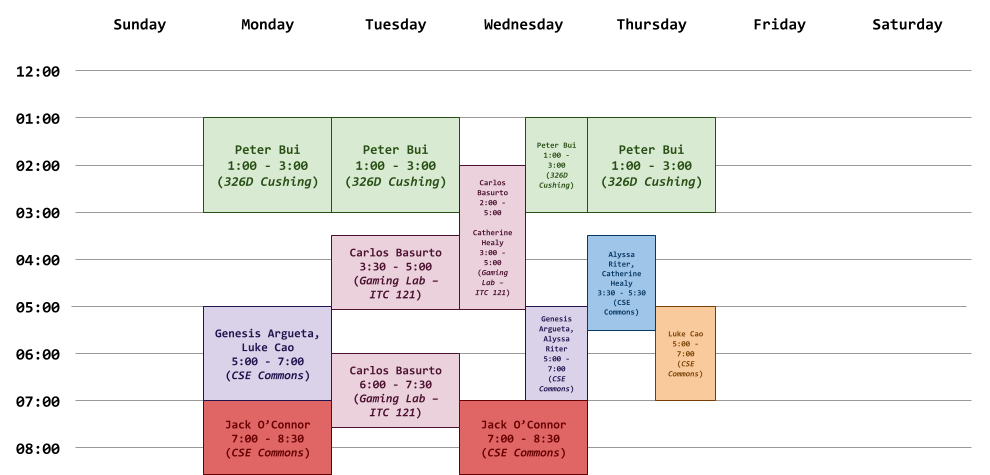 Sunday Monday Tuesday Wednesday Thursday Friday Saturday
12:00
01:00
02:00
03:00
04:00
05:00
06:00
07:00
08:00
Peter Bui
1:00 - 3:00
(326D Cushing)
Genesis Argueta,
Luke Cao
5:00 - 7:00
(CSE Commons)
Jack O’Connor
7:00 - 8:30
(CSE Commons)
Peter Bui
1:00 - 3:00
(326D Cushing)
Carlos Basurto
3:30 - 5:00
(Gaming Lab –
ITC 121)
Carlos Basurto
6:00 - 7:30
(Gaming Lab –
ITC 121)
Carlos
Basurto
2:00 -
5:00
Catherine
Healy
3:00 -
5:00
(Gaming
Lab –
ITC 121)
Peter Bui
1:00 -
3:00
(326D
Cushing)
Genesis
Argueta,
Alyssa
Riter
5:00 -
7:00
(CSE
Commons)
Jack O’Connor
7:00 - 8:30
(CSE Commons)
Peter Bui
1:00 - 3:00
(326D Cushing)
Alyssa
Riter,
Catherine
Healy
3:30 - 5:30
(CSE
Commons)
Luke Cao
5:00 -
7:00
(CSE
Commons)